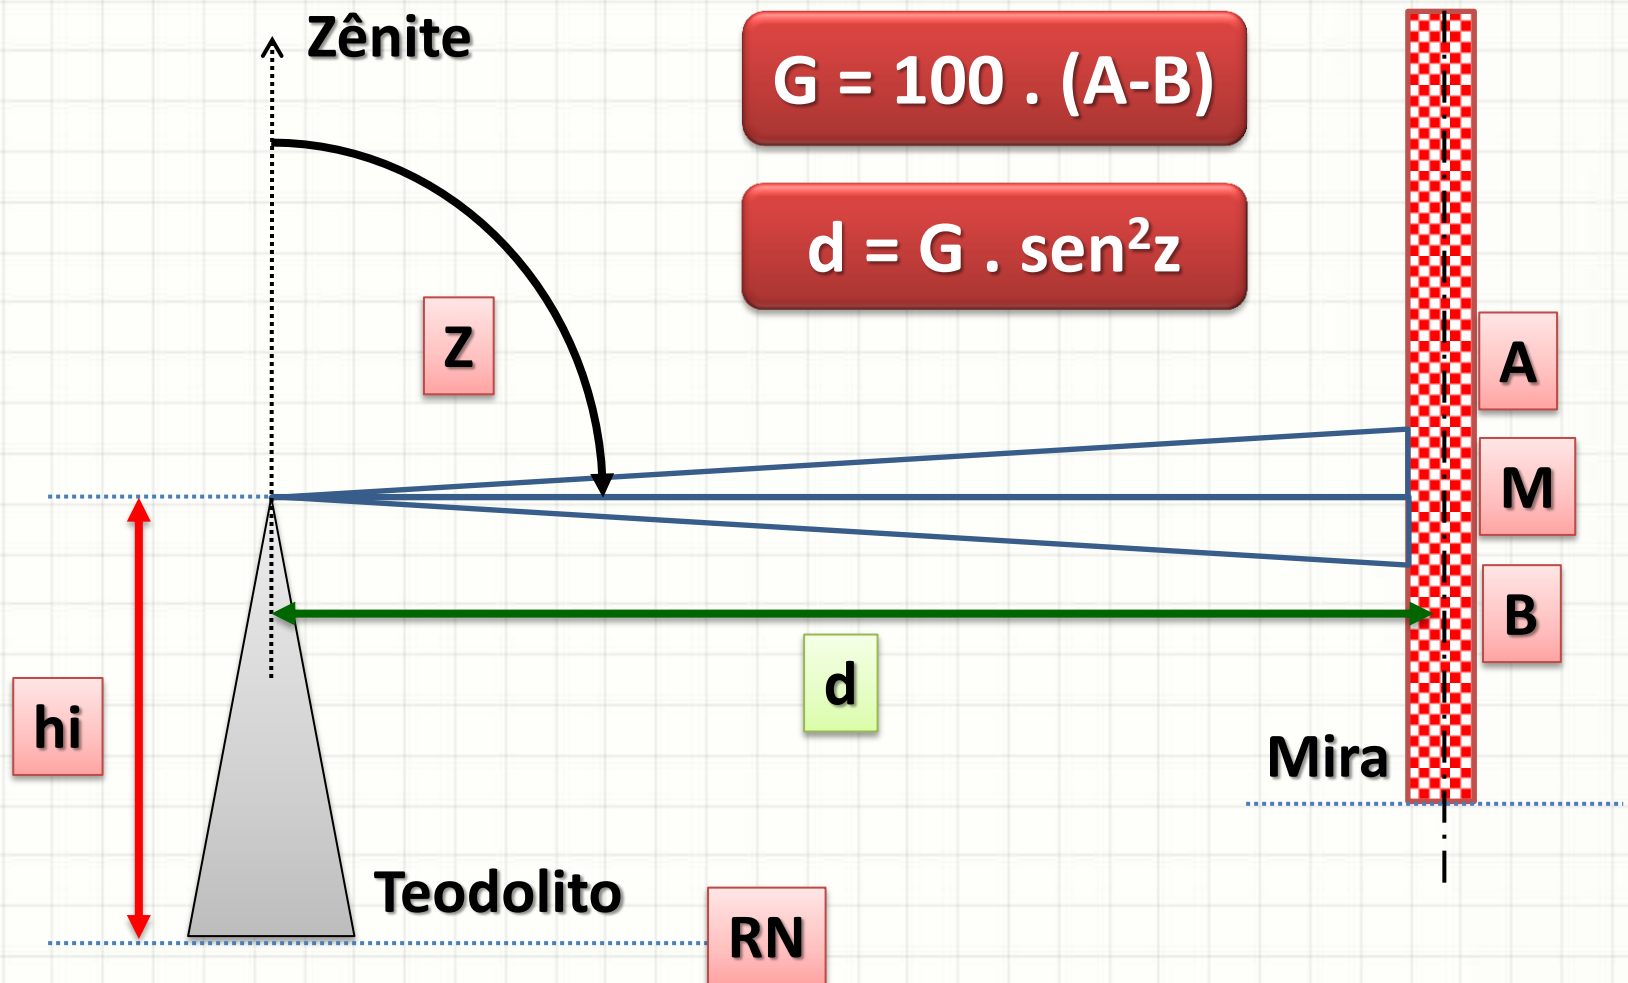 Zênite
G = 100 . (A-B)
d = G . sen²z
Z
A
M
B
d
hi
Mira
Teodolito
RN